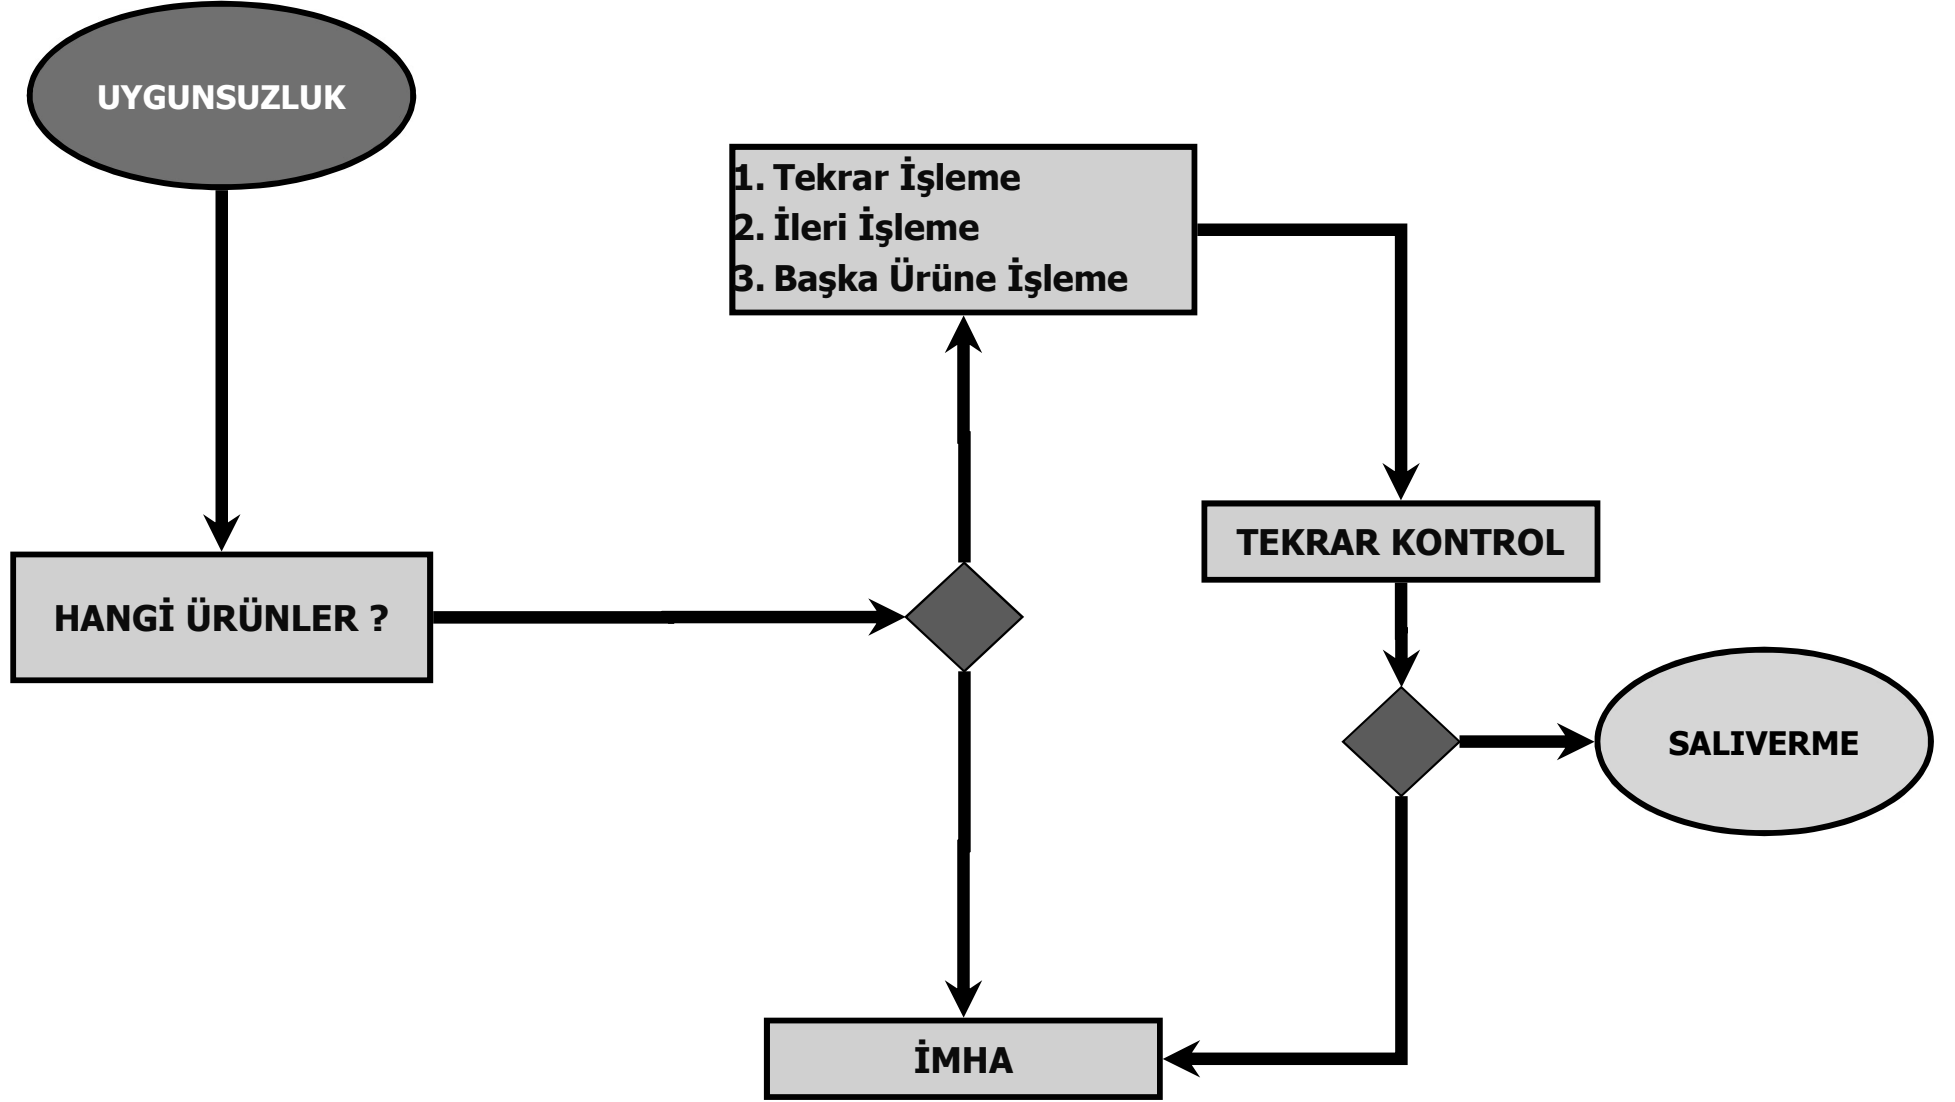 UYGUNSUZLUK
1. Tekrar İşleme
2. İleri İşleme
3. Başka Ürüne İşleme
TEKRAR KONTROL
HANGİ ÜRÜNLER ?
SALIVERME
İMHA